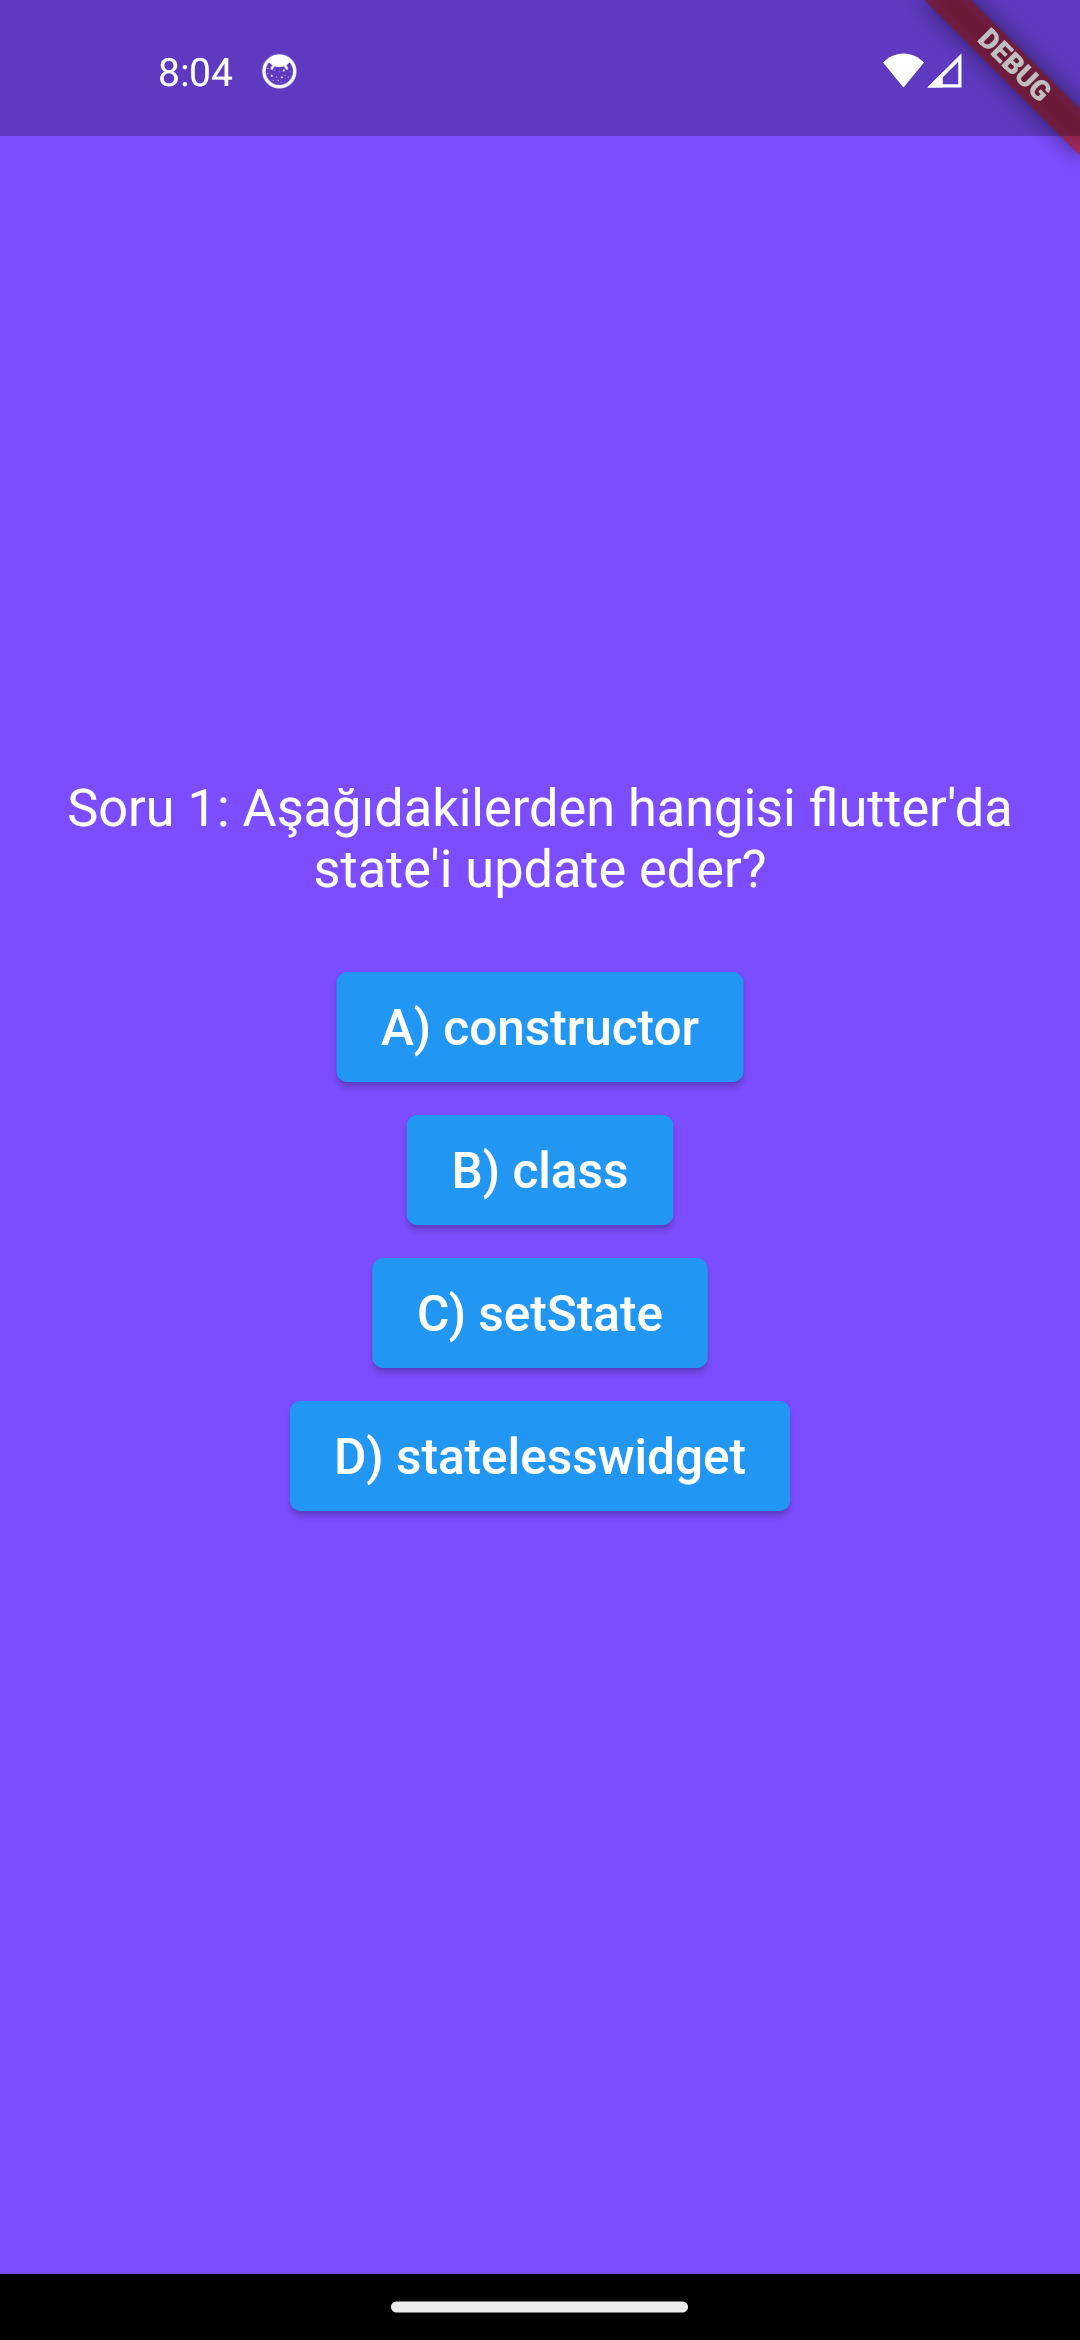 8:04
DEBUG
Soru 1: Aşağıdakilerden hangisi flutter'da
state'i update eder?
A) constructor
B) class
C) setState
D) statelesswidget